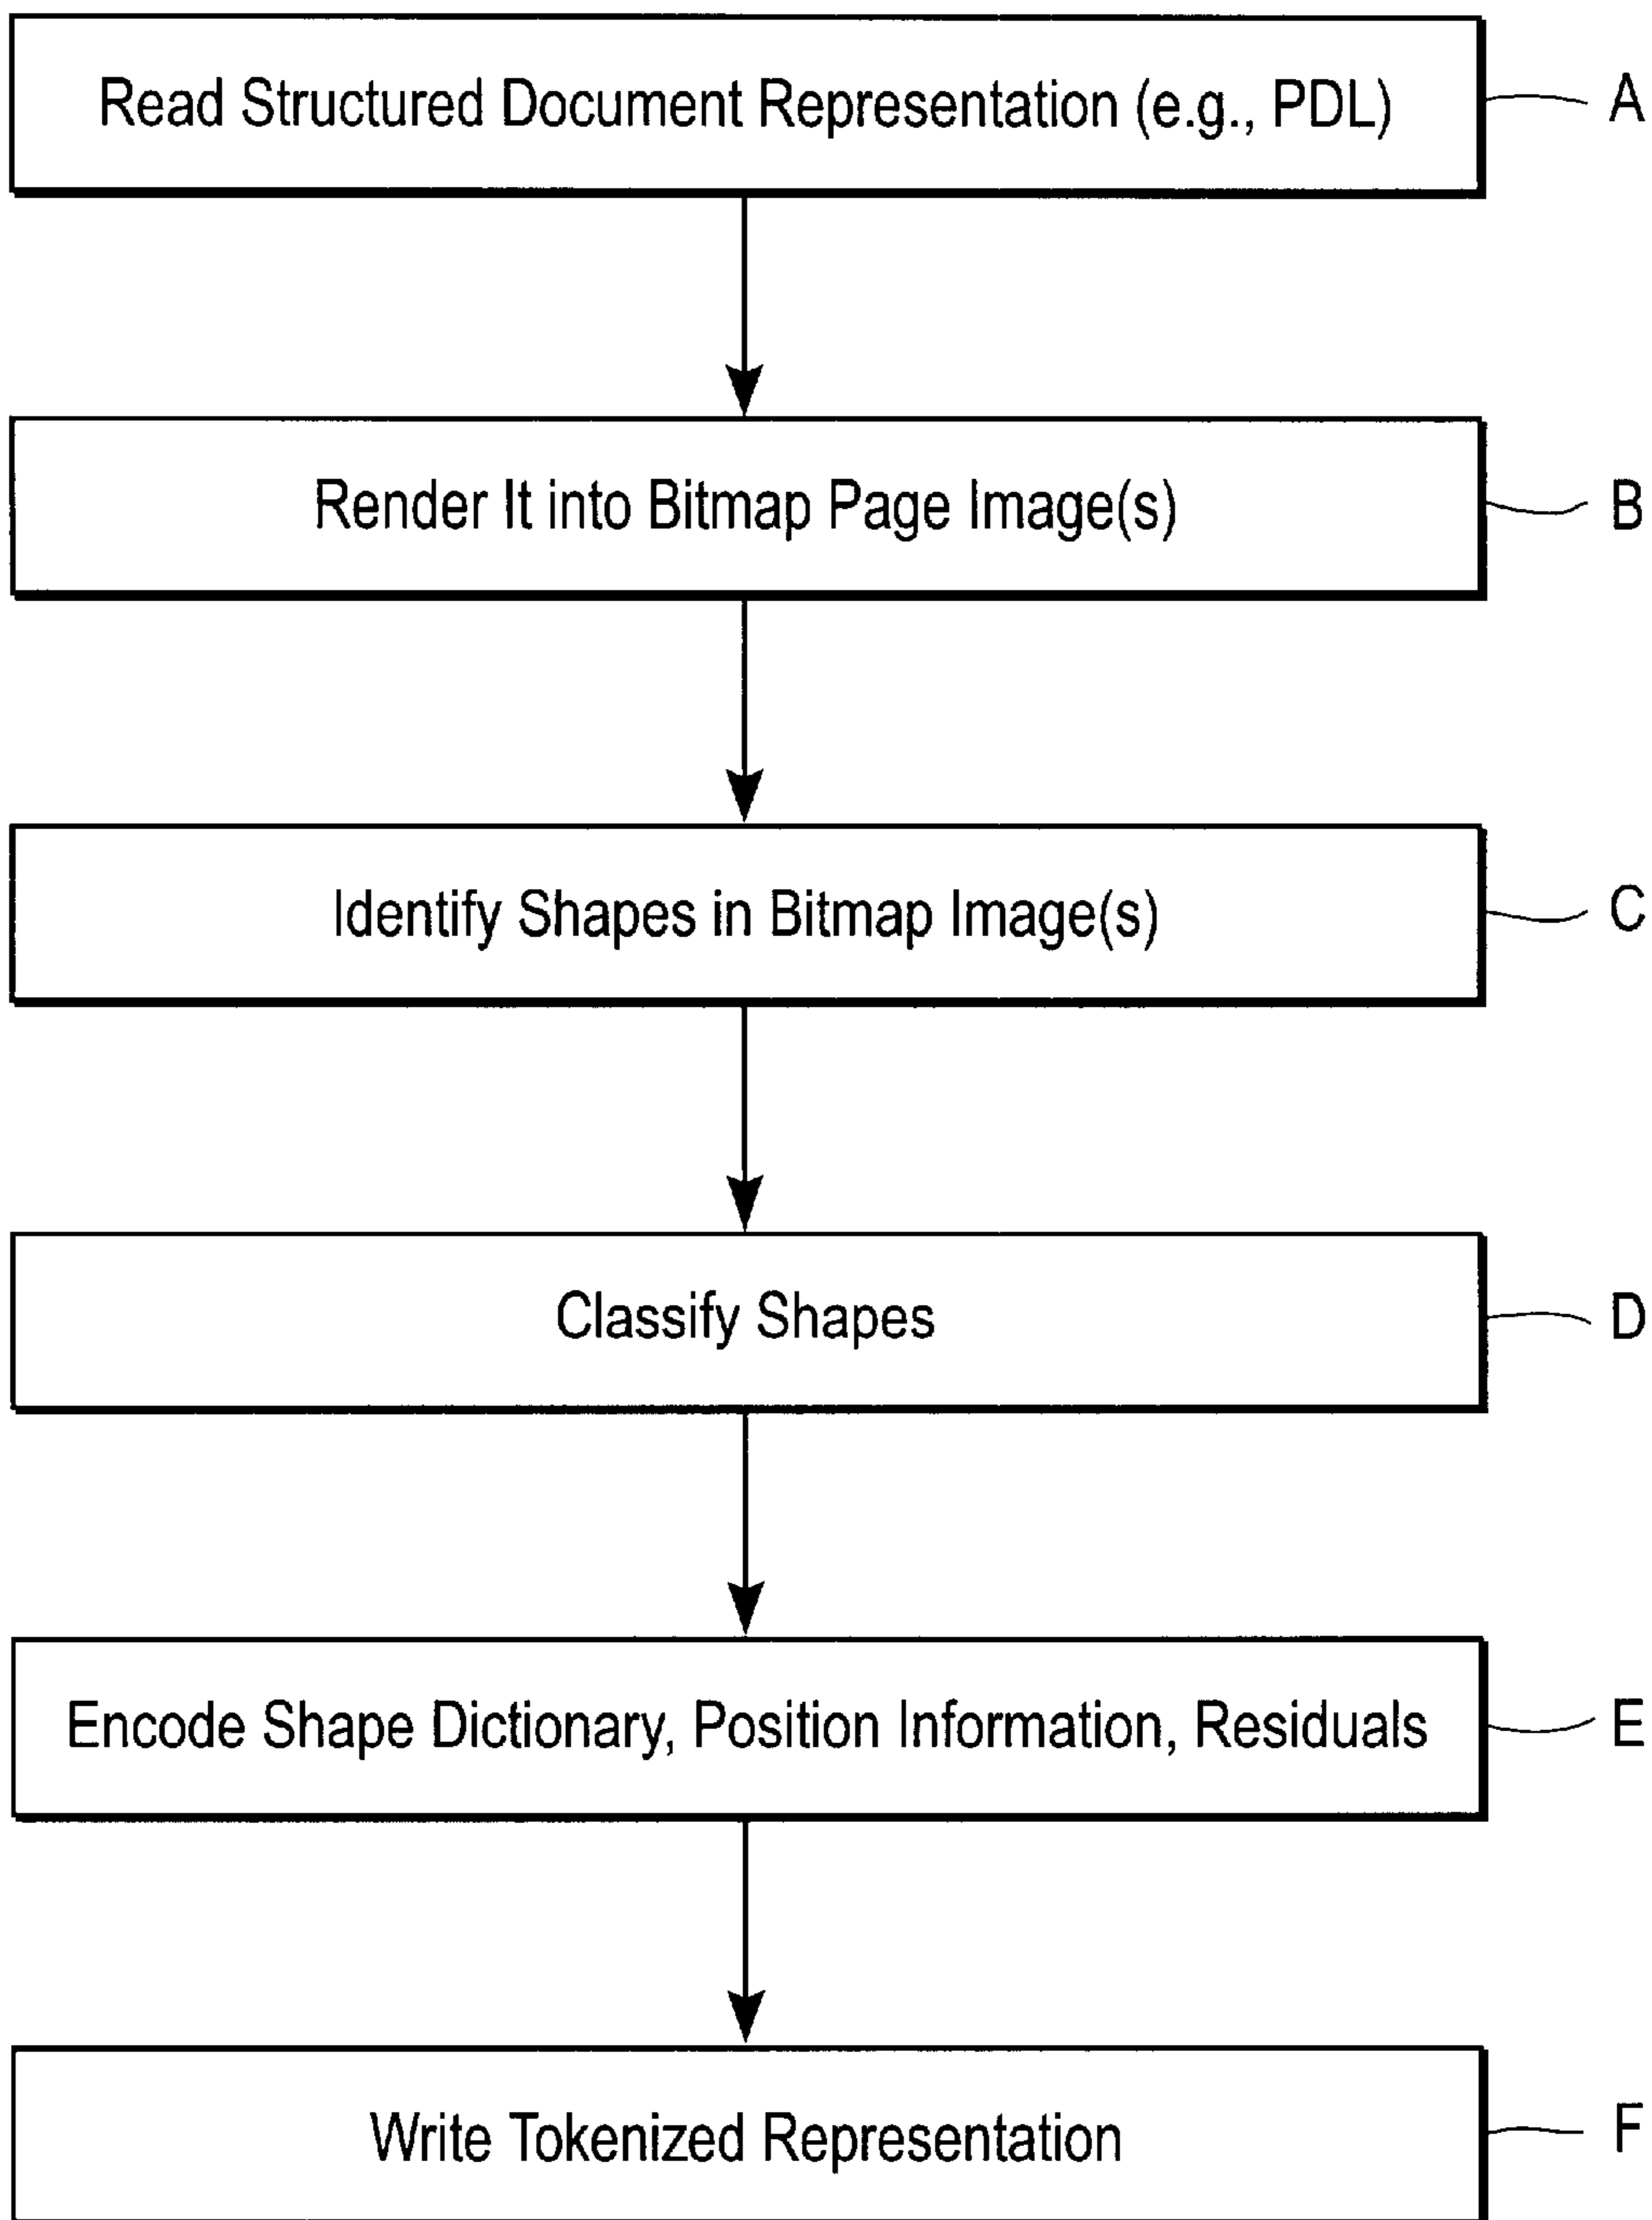 Read Structured Document Representation (e.g., PDL) A
Render It into Bitmap Page Image(s) B
Identify Shapes in Bitmap Image(s) C
Classify Shapes D
Encode Shape Dictionary, Position Information, Residuals E
Write Tokenized Representation F